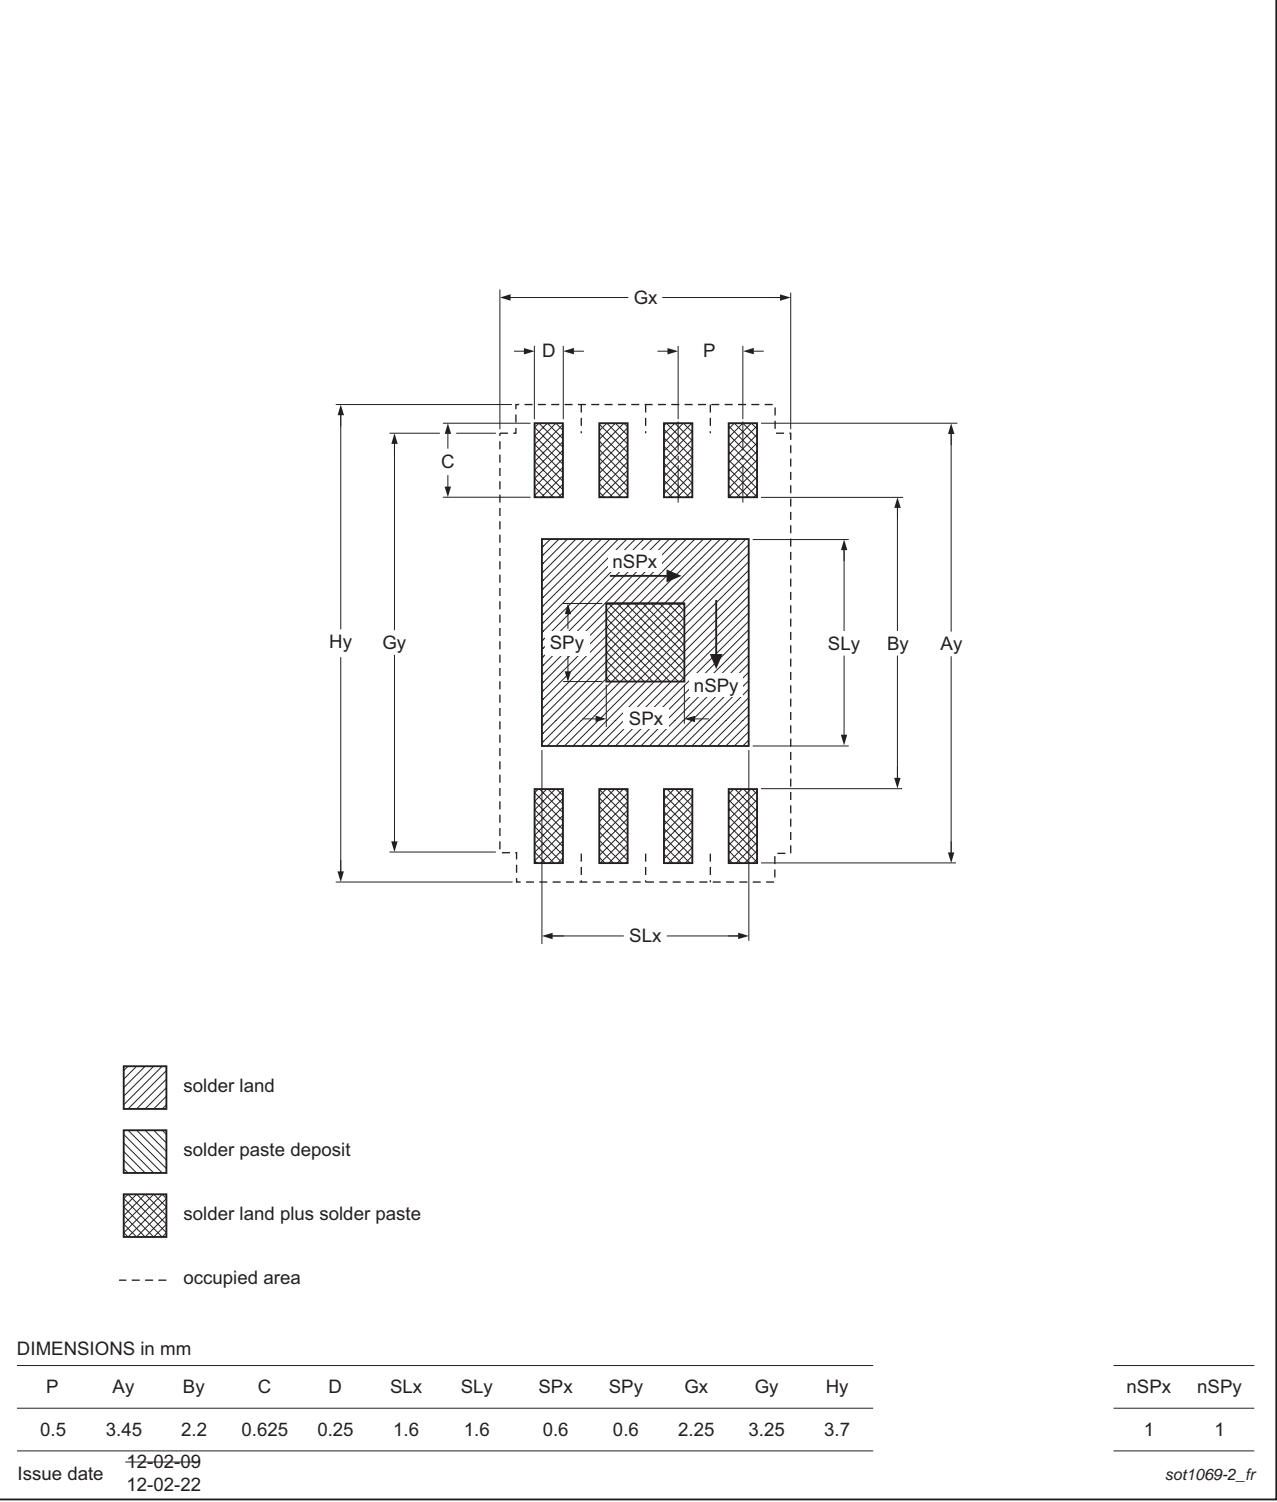 Gx
D P
C
nSPx
Hy Gy SPy SLy By Ay
nSPy
SPx
SLx
solder land
solder paste deposit
solder land plus solder paste
occupied area
DIMENSIONS in mm
P Ay By C D SLx SLy SPx SPy Gx Gy Hy nSPx nSPy
0.5 3.45 2.2 0.625 0.25 1.6 1.6 0.6 0.6 2.25 3.25 3.7 1 1
Issue date 12-02-09
12-02-22
sot1069-2_fr